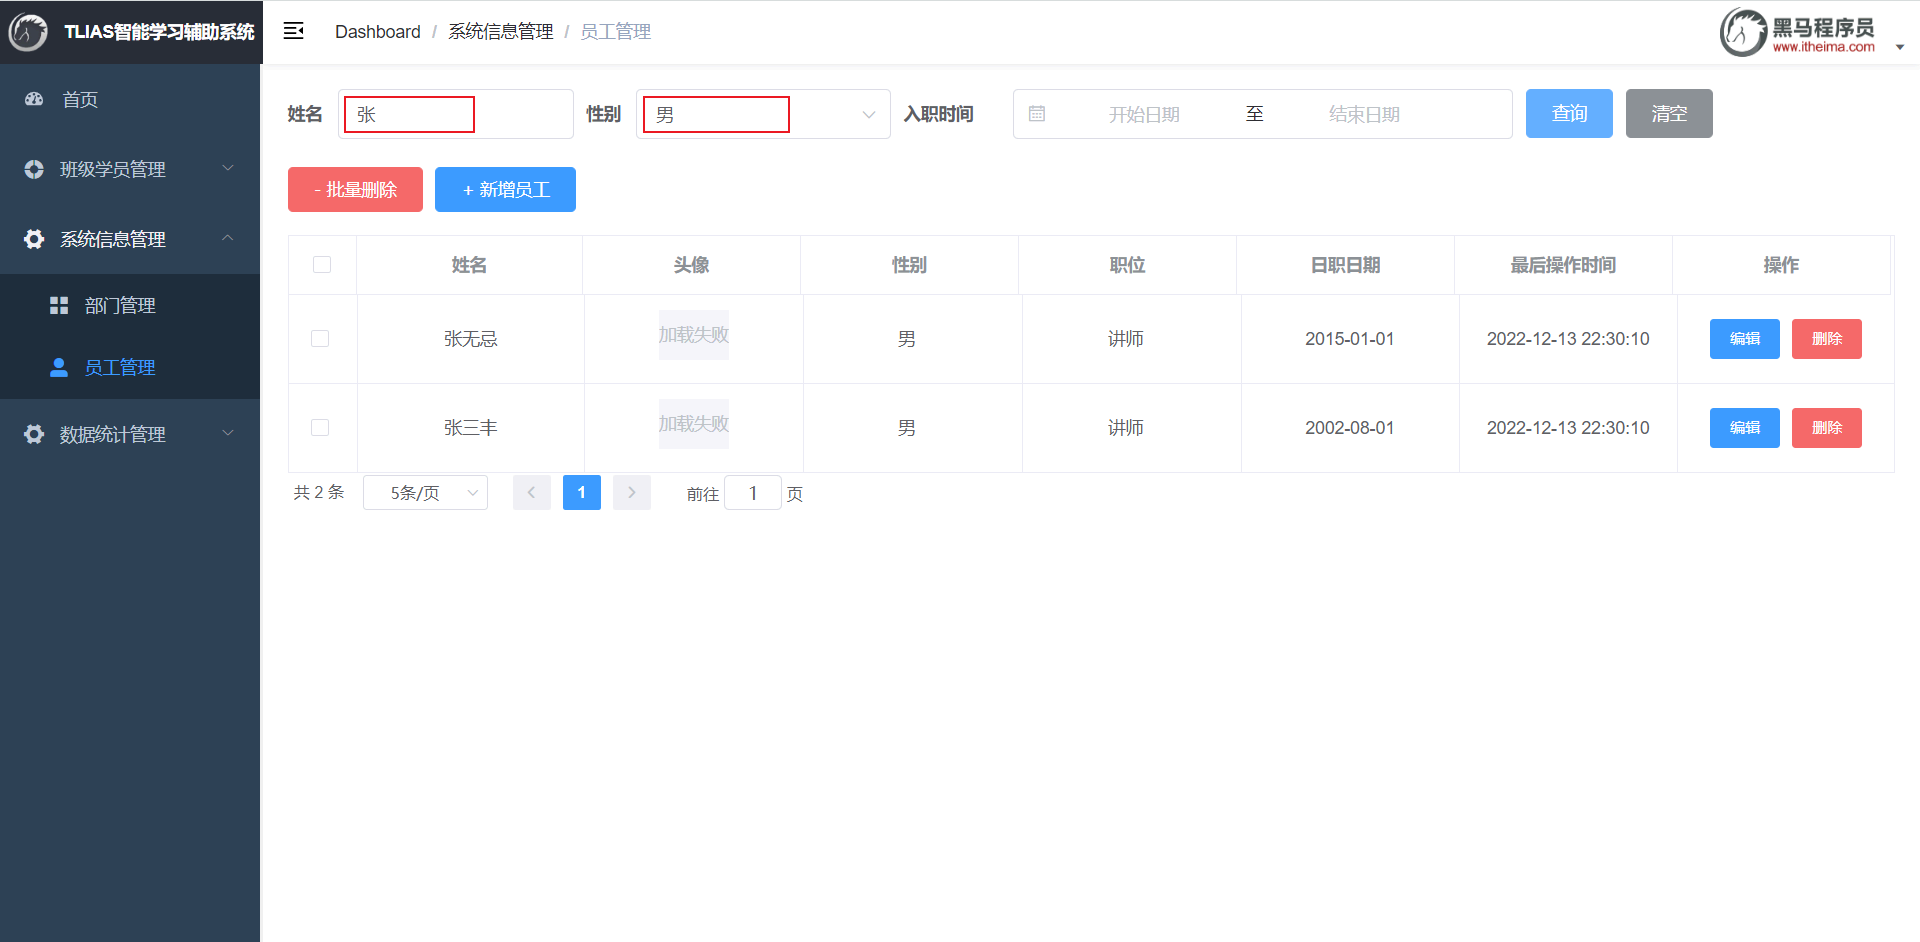 TLIAS智能学习辅助系统
Dashboard / 系统信息管理 / 员工管理
黑马程序员
www.itheima.com
首页
班级学员管理
系统信息管理
部门管理
员工管理
数据统计管理
姓名 张 性别 男 入职时间 开始日期 至 结束日期 查询 清空
- 批量删除 + 新增员工
姓名 头像 性别 职位 日职日期 最后操作时间 操作
张无忌 加载失败 男 讲师 2015-01-01 2022-12-13 22:30:10 编辑 删除
张三丰 加载失败 男 讲师 2002-08-01 2022-12-13 22:30:10 编辑 删除
共 2 条 5条/页 1 前往 1 页